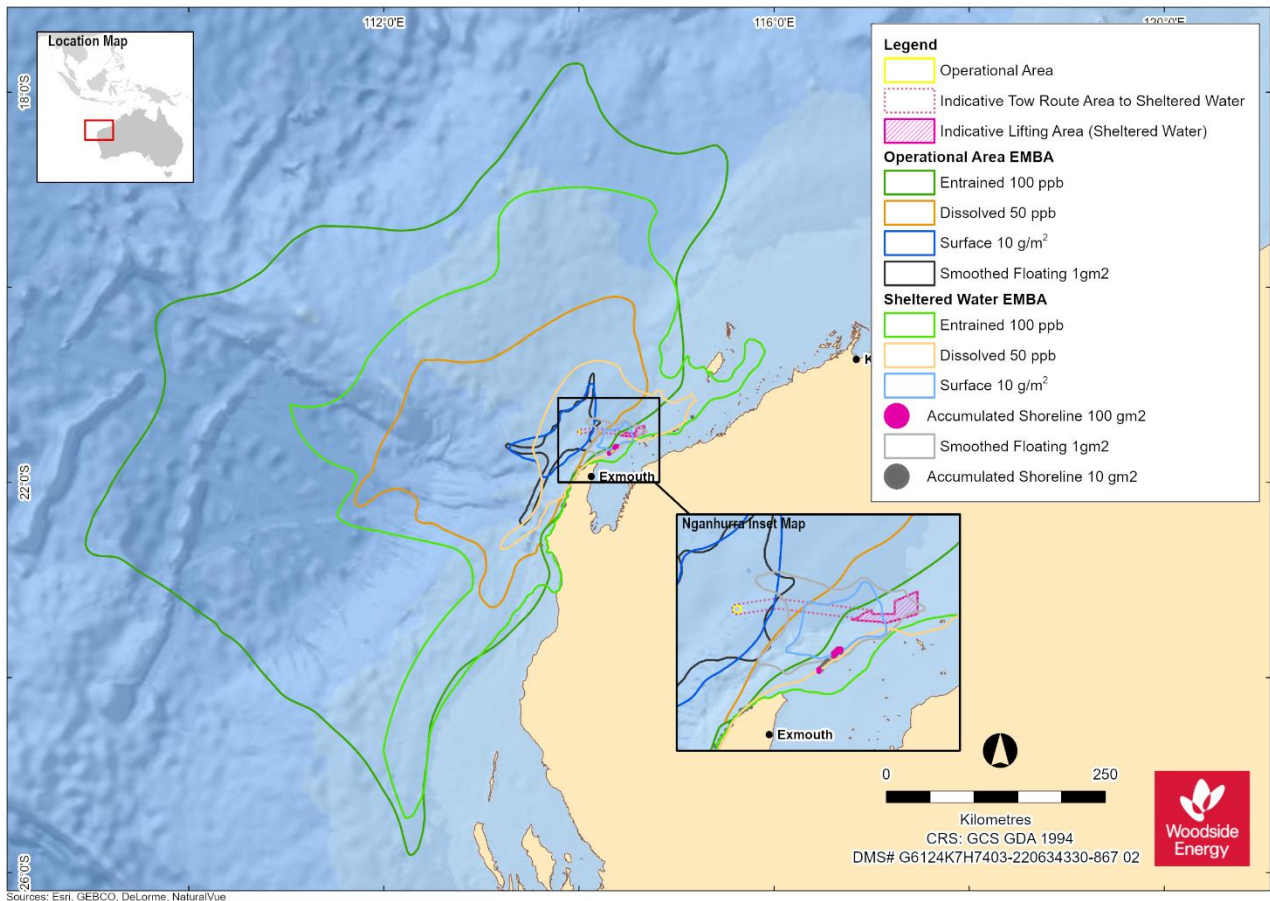 112°0'E
116°0'E
120°0'E
18°0'S
22°0'S
26°0'S
Location Map
Legend
Operational Area
Indicative Tow Route Area to Sheltered Water
Indicative Lifting Area (Sheltered Water)
Operational Area EMBA
Entrained 100 ppb
Dissolved 50 ppb
Surface 10 g/m²
Smoothed Floating 1gm2
Sheltered Water EMBA
Entrained 100 ppb
Dissolved 50 ppb
Surface 10 g/m²
Accumulated Shoreline 100 gm2
Smoothed Floating 1gm2
Accumulated Shoreline 10 gm2
K
Exmouth
Nganhurra Inset Map
Exmouth
0 250
Kilometres
CRS: GCS GDA 1994
DMS# G6124K7H7403-220634330-867 02
Woodside
Energy
Sources: Esri, GEBCO, DeLorme, NaturalVue